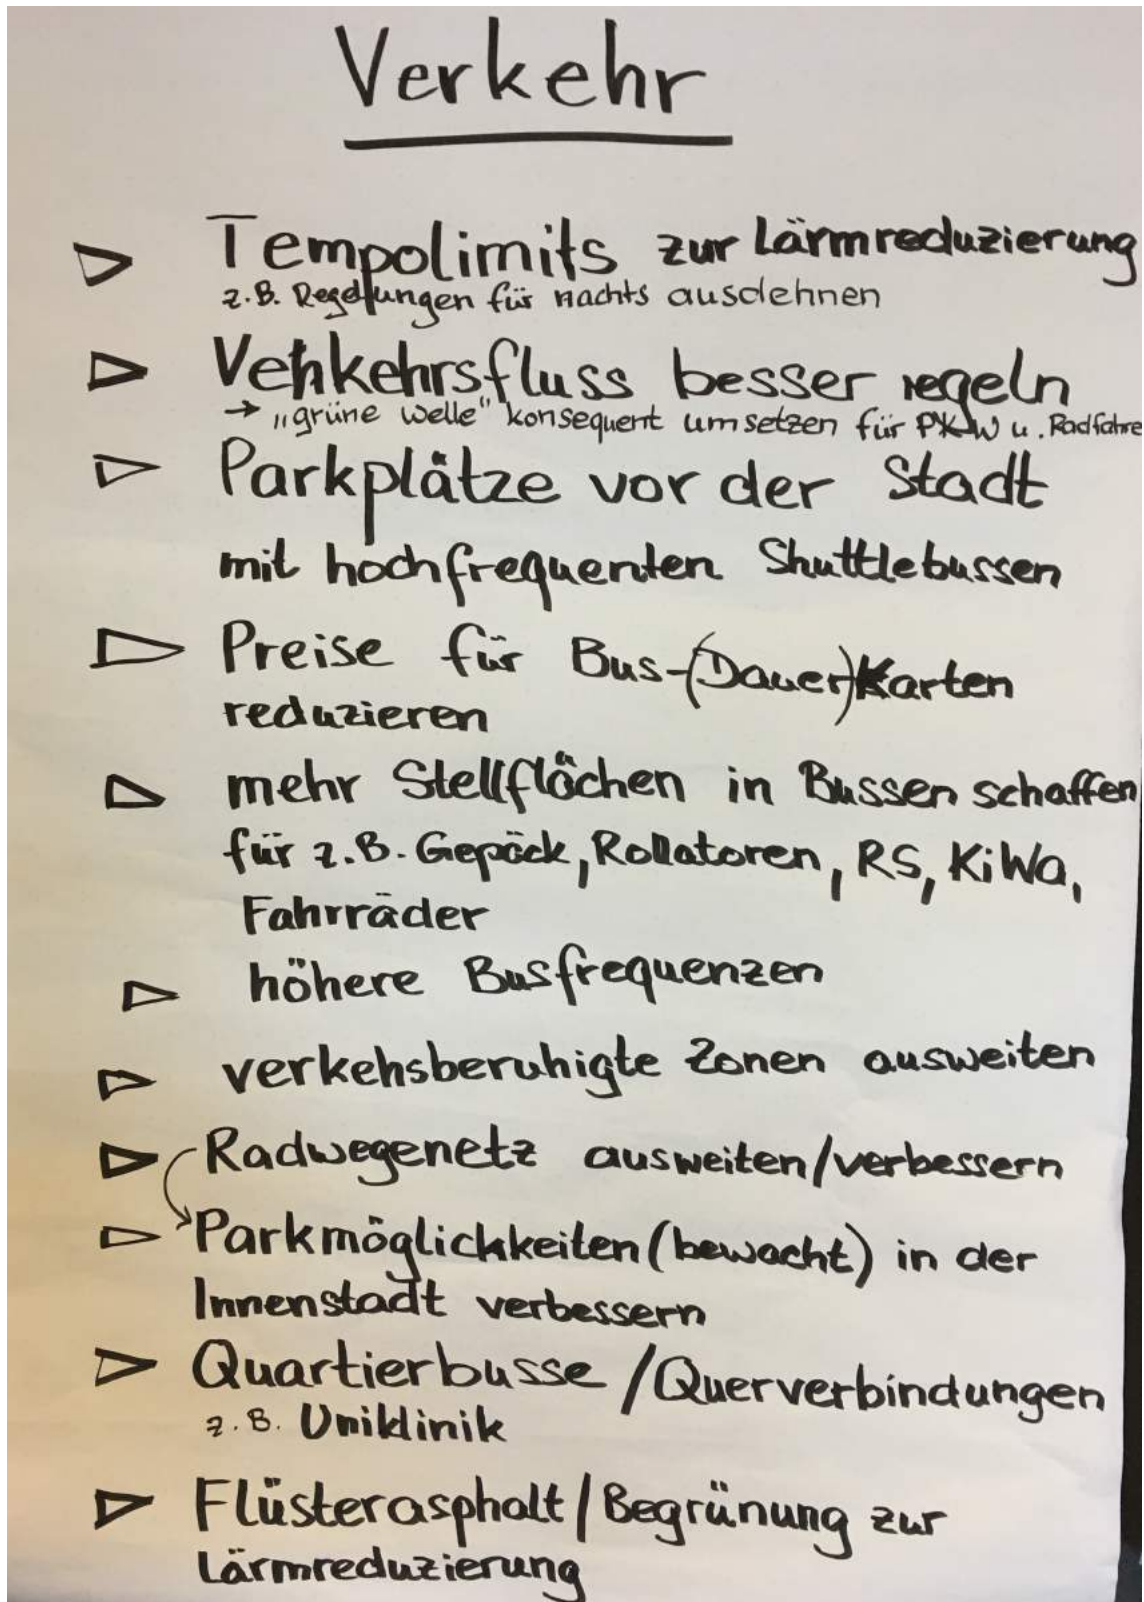 Verkehr
Tempolimits zur Lärmreduzierung
z.B. Regelungen für nachts ausdehnen
Verkehrsfluss besser regeln
→ „grüne Welle" konsequent umsetzen für PKW u. Radfahre
Parkplätze vor der Stadt
mit hochfrequenten Shuttlebussen
Preise für Bus-(Dauer)Karten
reduzieren
mehr Stellflächen in Bussen schaffen
für z.B. Gepäck, Rollatoren, RS, KiWa,
Fahrräder
höhere Busfrequenzen
verkehsberuhigte Zonen ausweiten
Radwegenetz ausweiten/verbessern
Parkmöglichkeiten (bewacht) in der
Innenstadt verbessern
Quartierbusse / Querverbindungen
z.B. Uniklinik
Flüsterasphalt / Begrünung zur
Lärmreduzierung